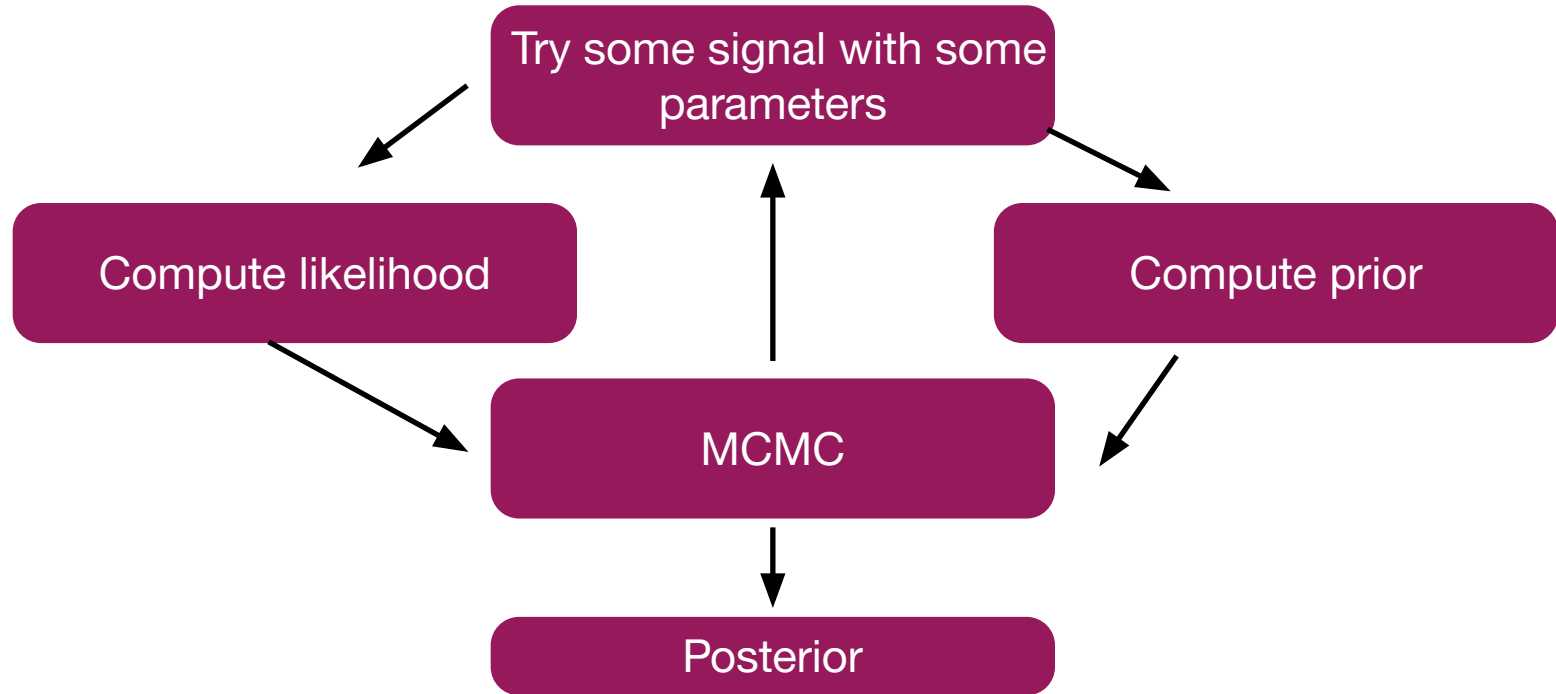 Try some signal with some
parameters
Compute likelihood
Compute prior
MCMC
Posterior